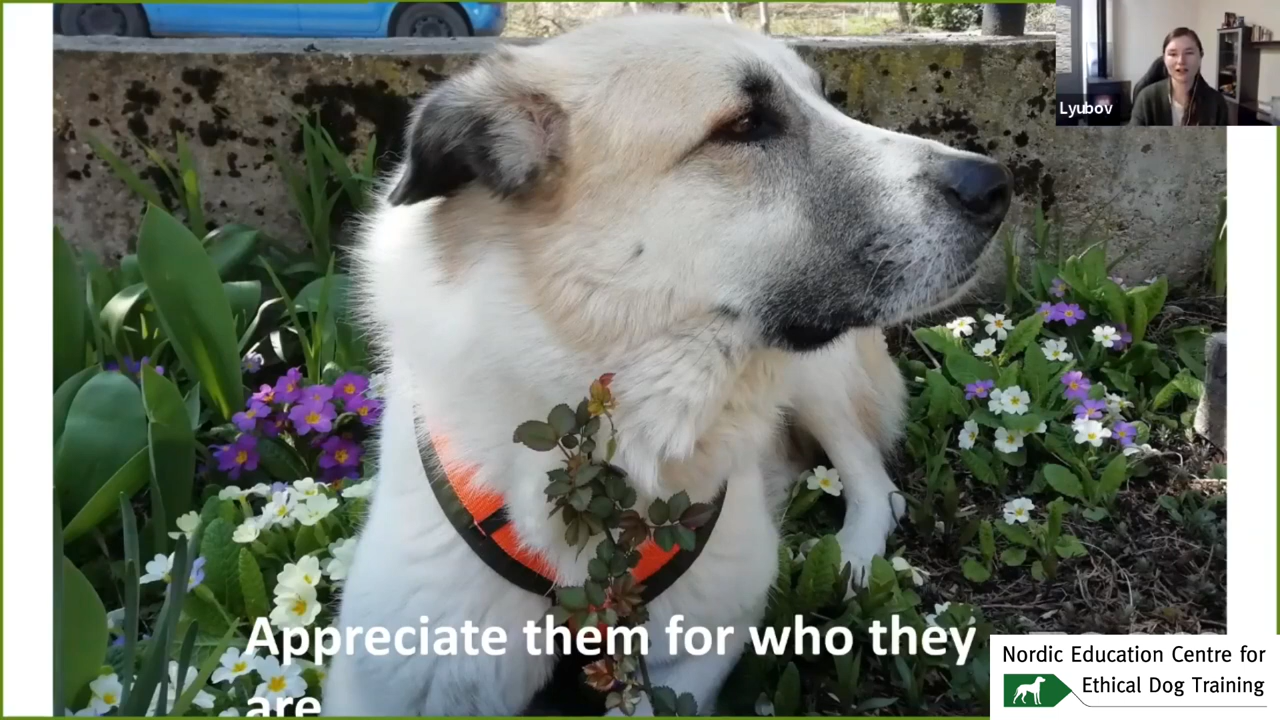 Lyubov
Appreciate them for who they
are
Nordic Education Centre for
Ethical Dog Training